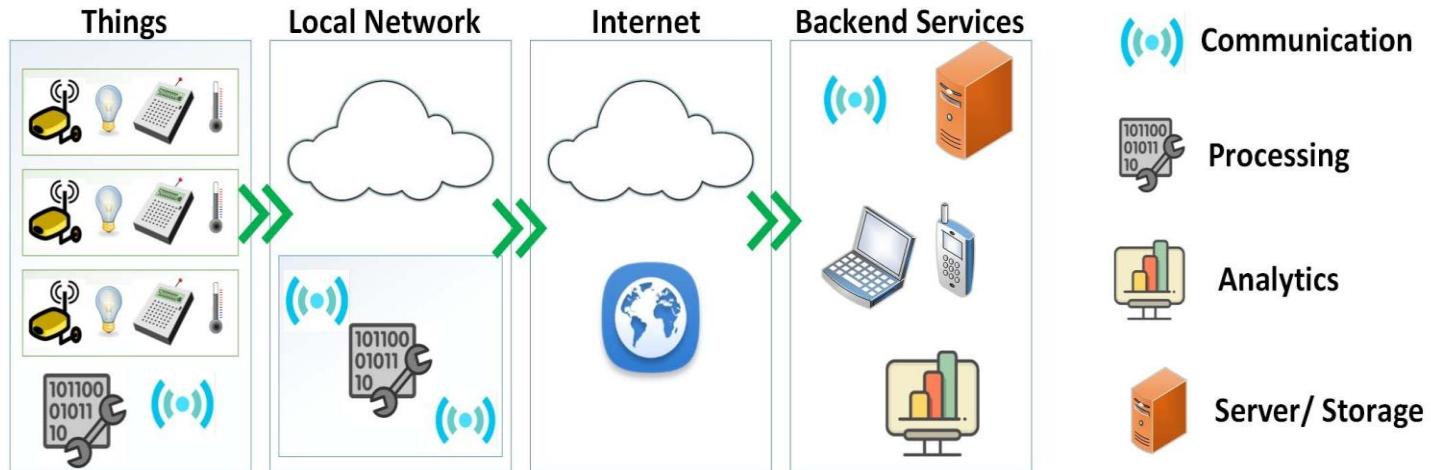 Things
Local Network
Internet
Backend Services
Communication
101100
01011
10
Processing
101100
01011
10
Analytics
101100
01011
10
Server/ Storage